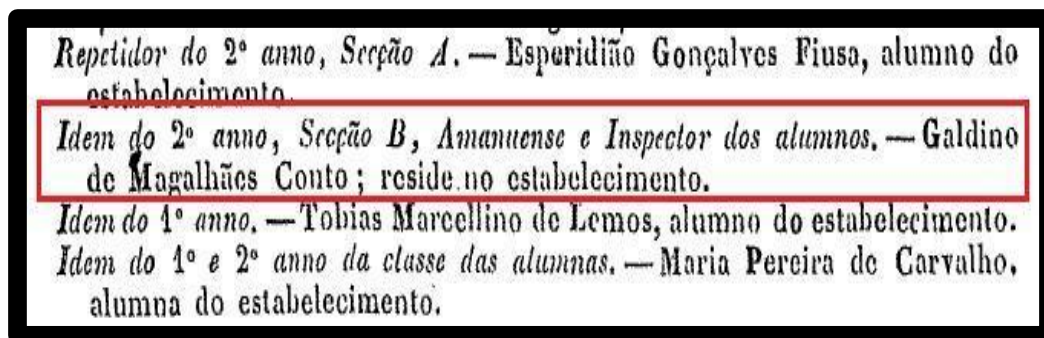 Repetidor do 2º anno, Secção A. — Esperidião Gonçalves Fiusa, alumno do
estabelecimento.
Idem do 2º anno, Secção B, Amanuense e Inspector dos alumnos. — Galdino
de Magalhães Couto ; reside no estabelecimento.
Idem do 1º anno. — Tobias Marcellino de Lemos, alumno do estabelecimento.
Idem do 1º e 2º anno da classe das alumnas. — Maria Pereira de Carvalho,
alumna do estabelecimento.